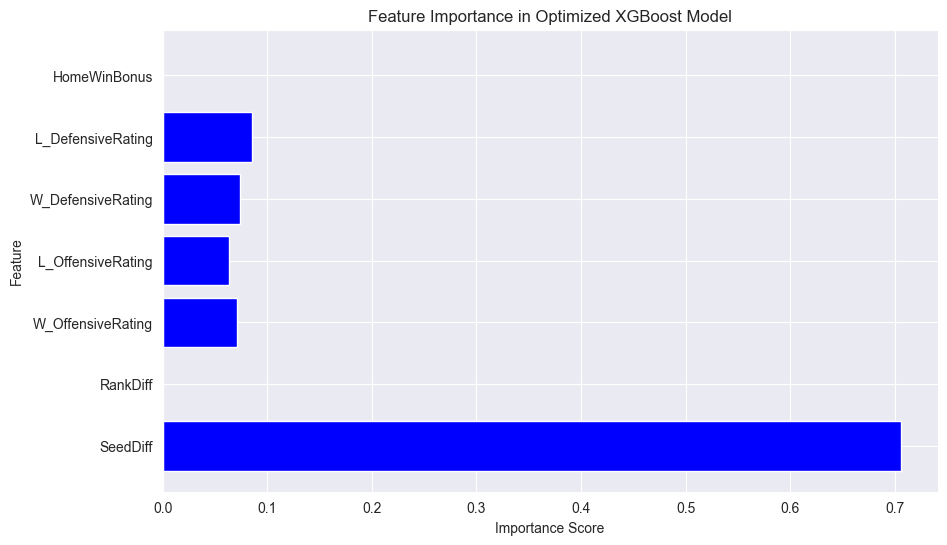 Feature Importance in Optimized XGBoost Model
HomeWinBonus
L_DefensiveRating
W_DefensiveRating
L_OffensiveRating
W_OffensiveRating
RankDiff
SeedDiff
Feature
0.0 0.1 0.2 0.3 0.4 0.5 0.6 0.7
Importance Score